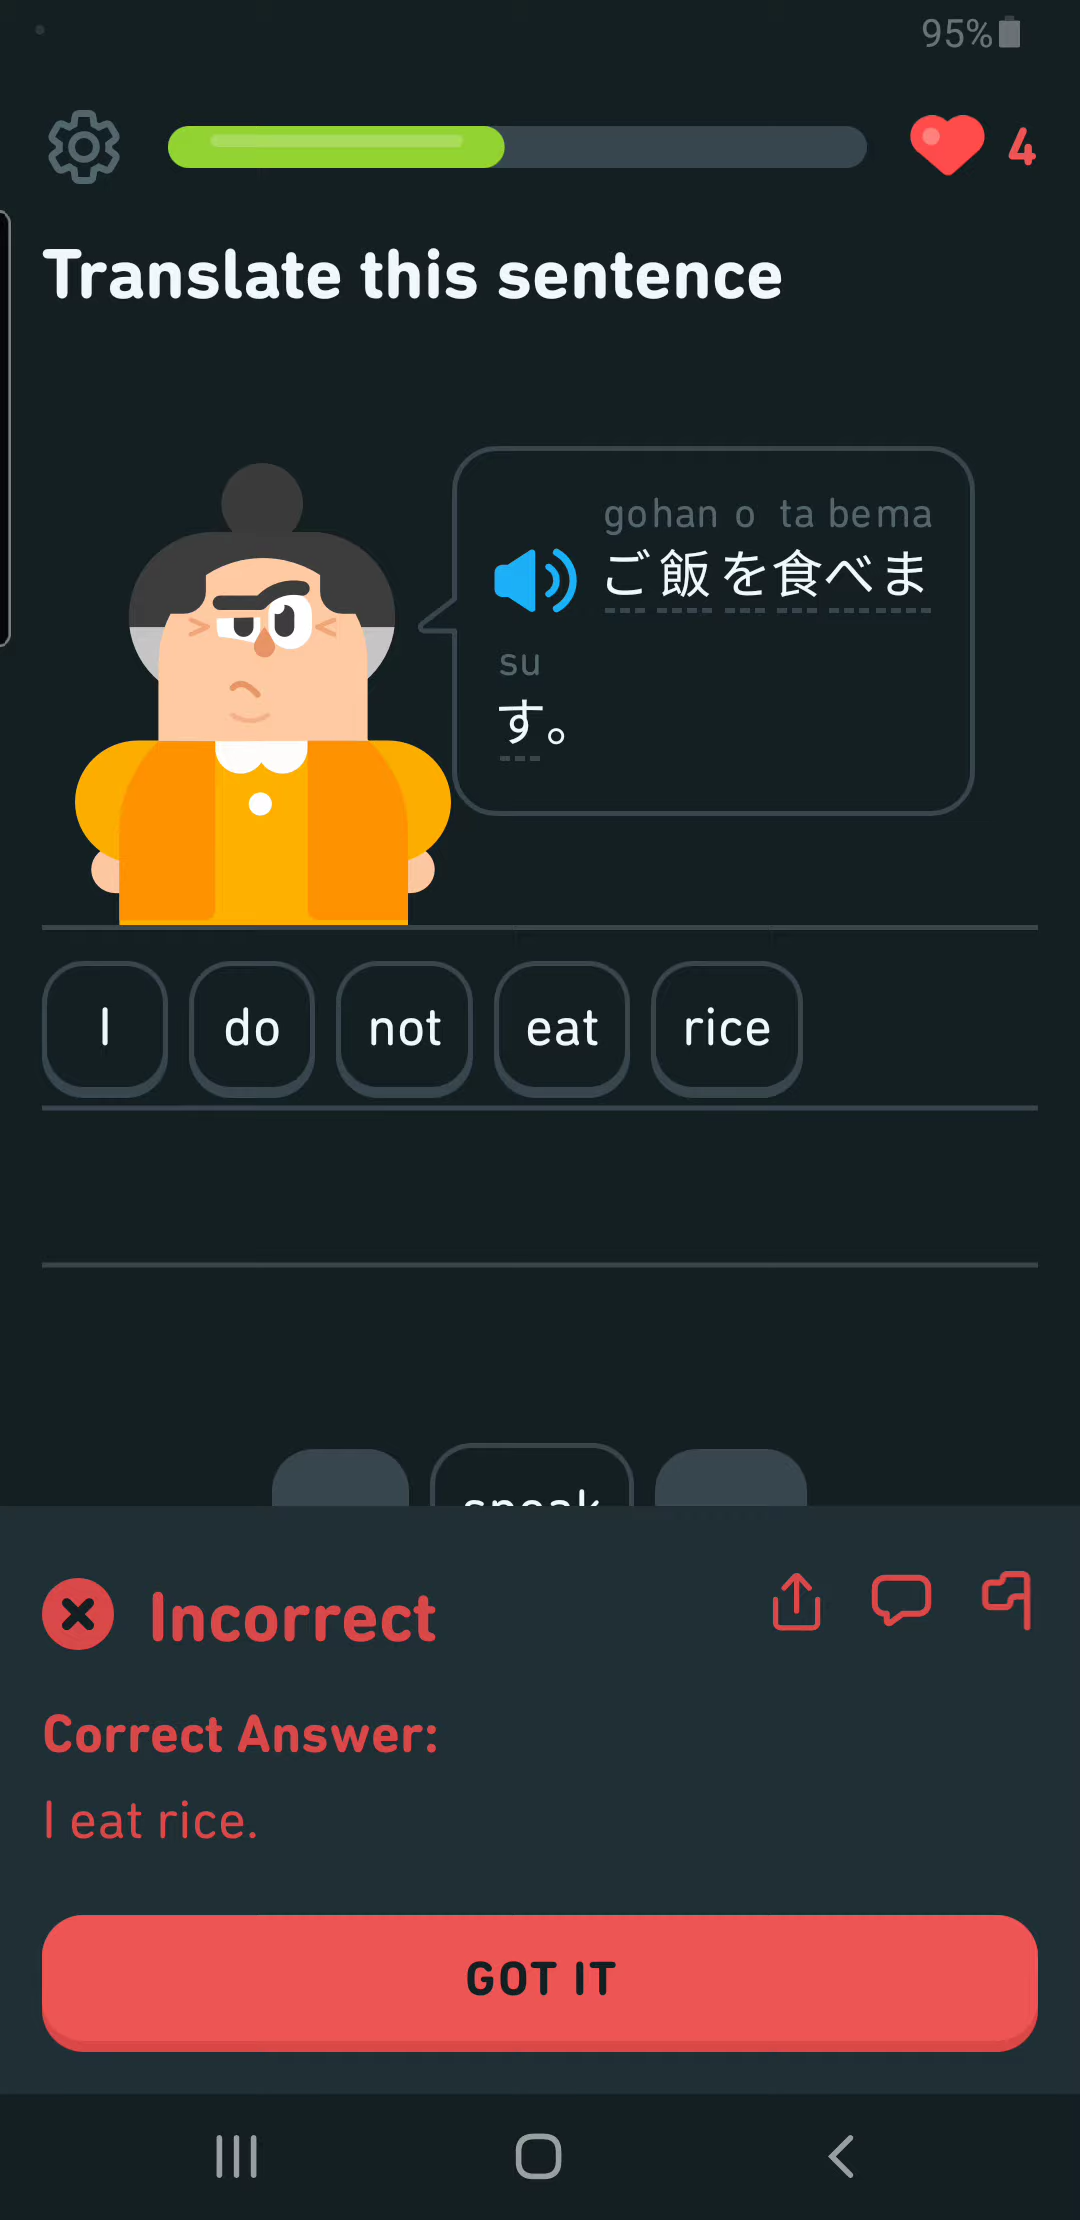 95%
4
Translate this sentence
gohan o ta bema
ご飯を食べま
su
す。
I do not eat rice
speak
Incorrect
Correct Answer:
I eat rice.
GOT IT